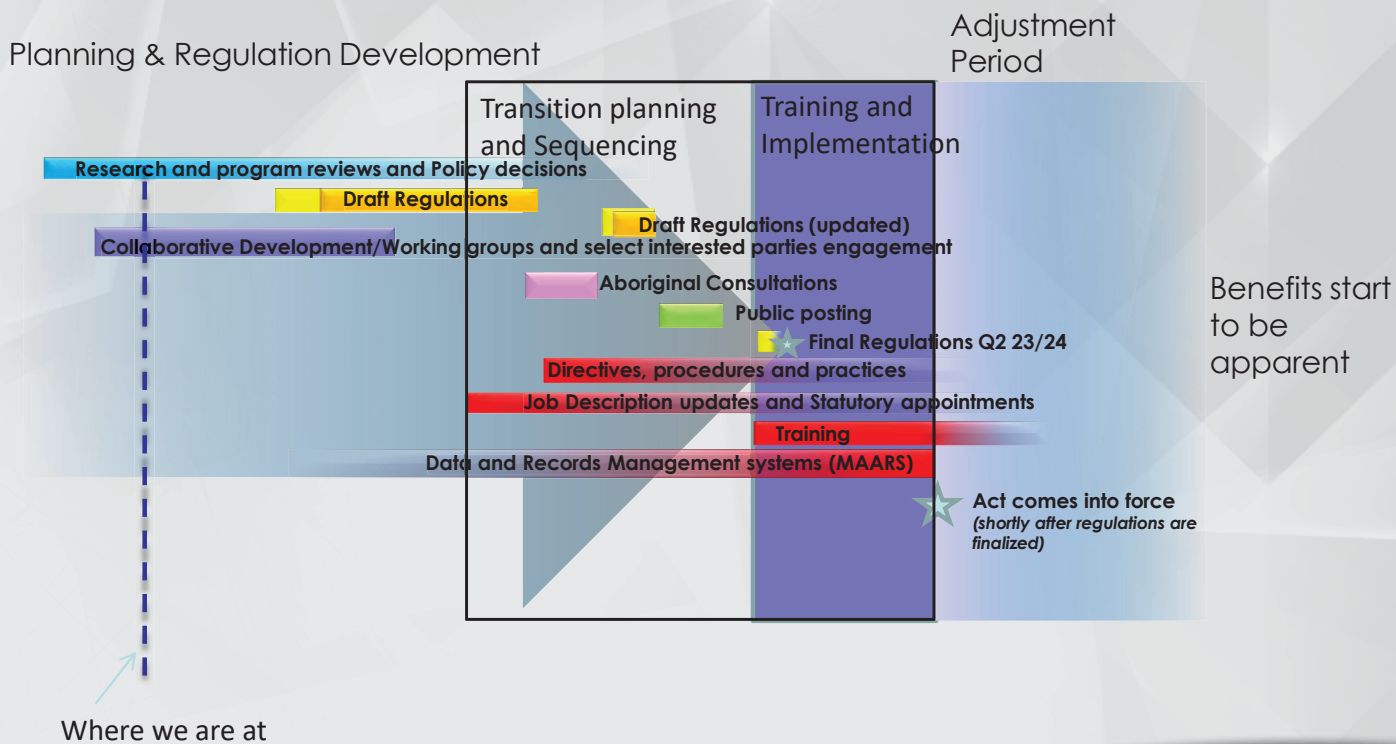 Planning & Regulation Development
Adjustment
Period
Transition planning
and Sequencing
Training and
Implementation
Research and program reviews and Policy decisions
Draft Regulations
Draft Regulations (updated)
Collaborative Development/Working groups and select interested parties engagement
Aboriginal Consultations
Public posting
Final Regulations Q2 23/24
Directives, procedures and practices
Job Description updates and Statutory appointments
Training
Data and Records Management systems (MAARS)
Benefits start
to be
apparent
Act comes into force
(shortly after regulations are
finalized)
Where we are at